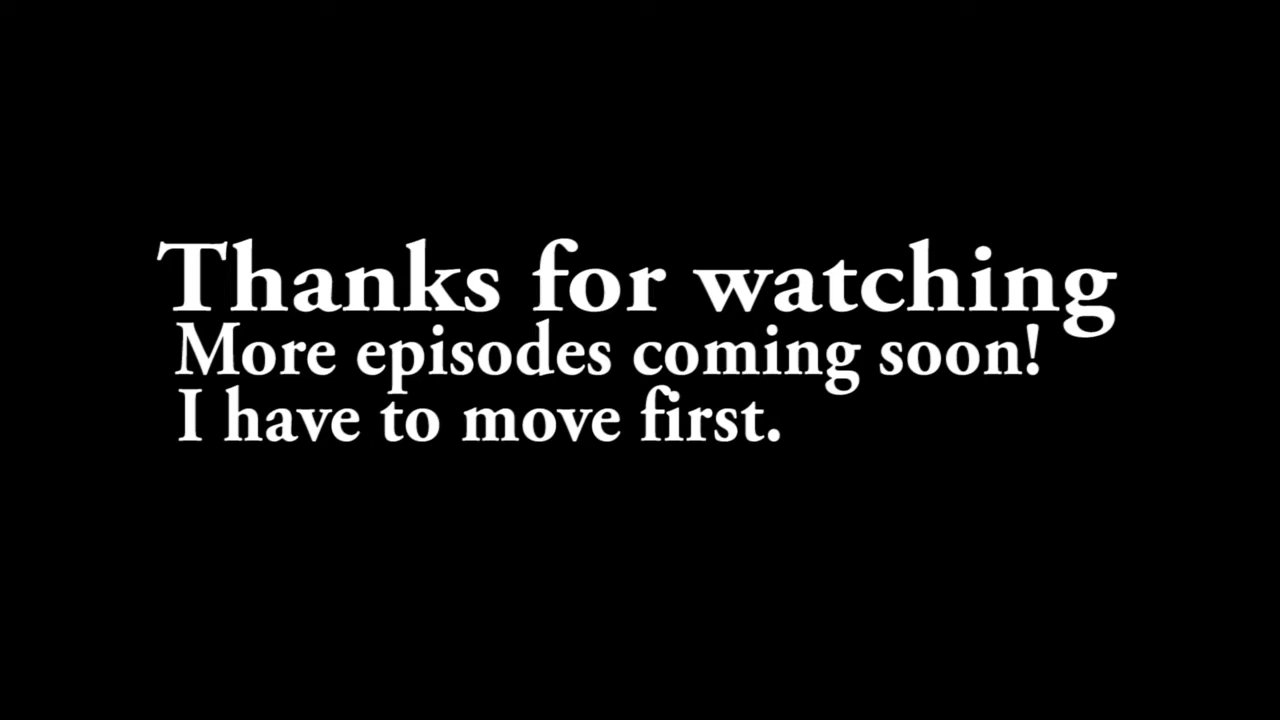 Thanks for watching
More episodes coming soon!
I have to move first.